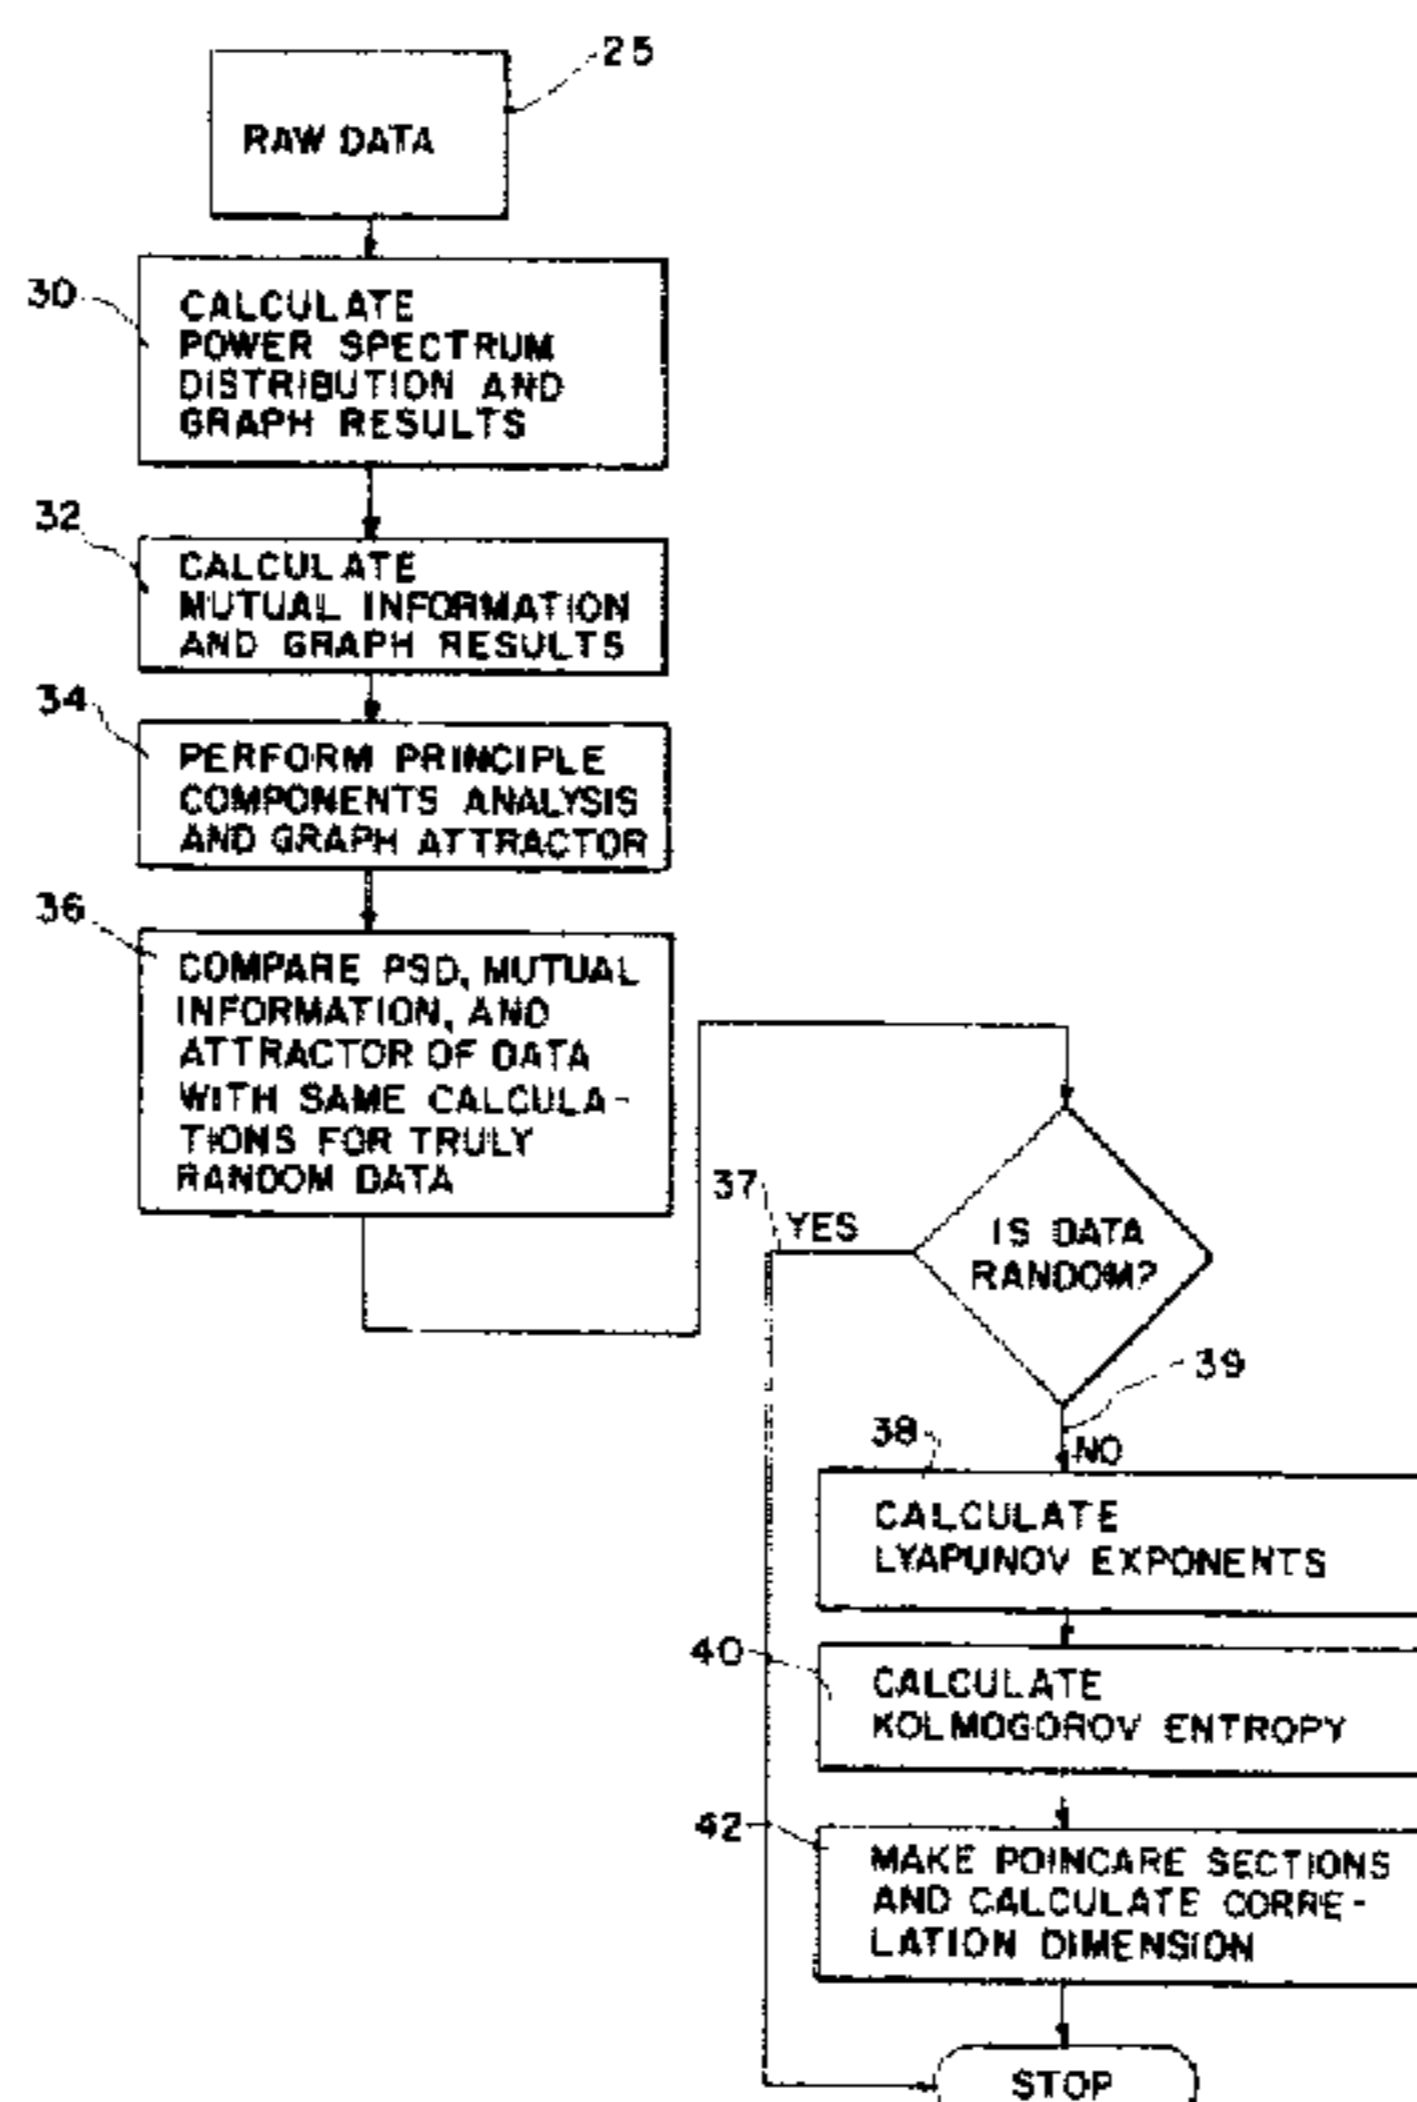 25
RAW DATA
30
CALCULATE
POWER SPECTRUM
DISTRIBUTION AND
GRAPH RESULTS
32
CALCULATE
MUTUAL INFORMATION
AND GRAPH RESULTS
34
PERFORM PRINCIPLE
COMPONENTS ANALYSIS
AND GRAPH ATTRACTOR
36
COMPARE PSD, MUTUAL
INFORMATION, AND
ATTRACTOR OF DATA
WITH SAME CALCULA-
TIONS FOR TRULY
RANDOM DATA
37
YES
IS DATA
RANDOM?
39
NO
38
CALCULATE
LYAPUNOV EXPONENTS
40
CALCULATE
KOLMOGOROV ENTROPY
42
MAKE POINCARE SECTIONS
AND CALCULATE CORRE-
LATION DIMENSION
STOP